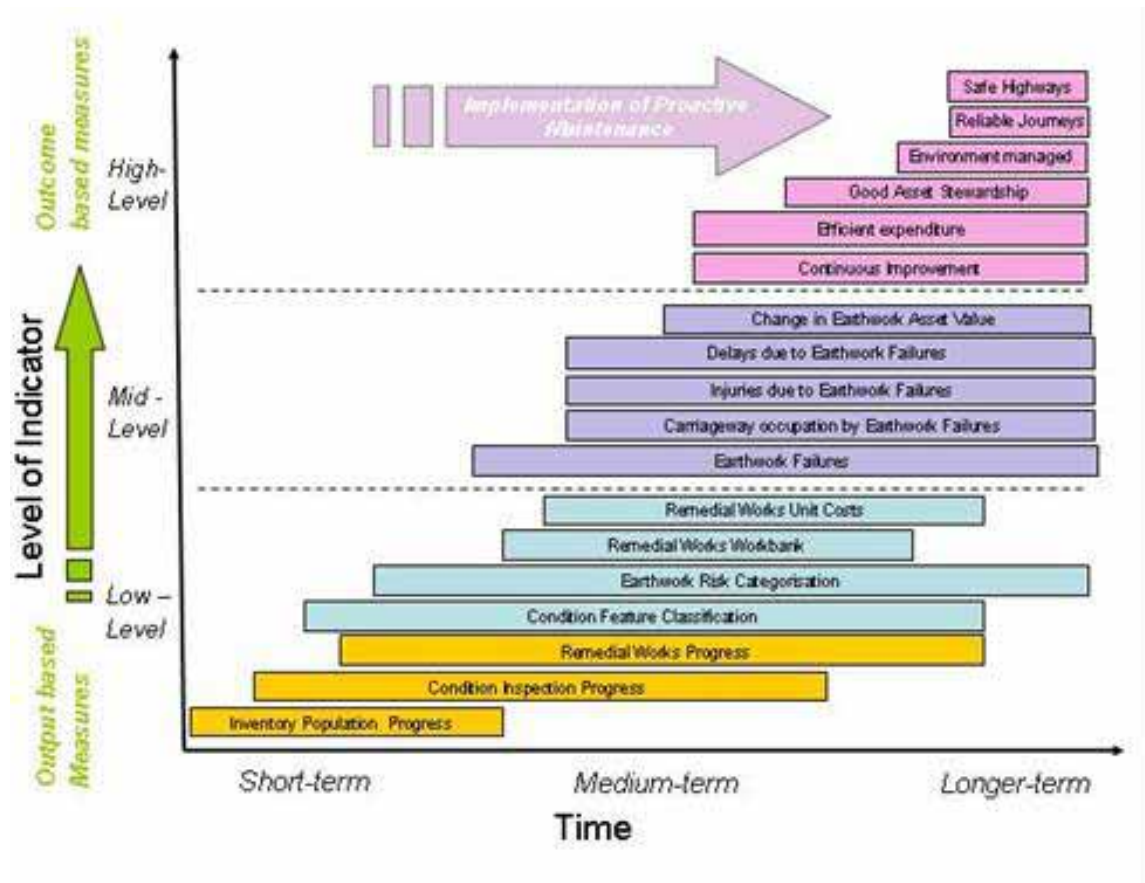 Outcome
based measures
High-
Level
Implementation of Proactive
Maintenance
Safe Highways
Reliable Journeys
Environment managed
Good Asset Stewardship
Efficient expenditure
Continuous Improvement
Level of Indicator
Mid -
Level
Change in Earthwork Asset Value
Delays due to Earthwork Failures
Injuries due to Earthwork Failures
Carriageway occupation by Earthwork Failures
Earthwork Failures
Low –
Level
Remedial Works Unit Costs
Remedial Works Workbank
Earthwork Risk Categorisation
Condition Feature Classification
Remedial Works Progress
Condition Inspection Progress
Inventory Population Progress
Output based
Measures
Short-term
Medium-term
Longer-term
Time